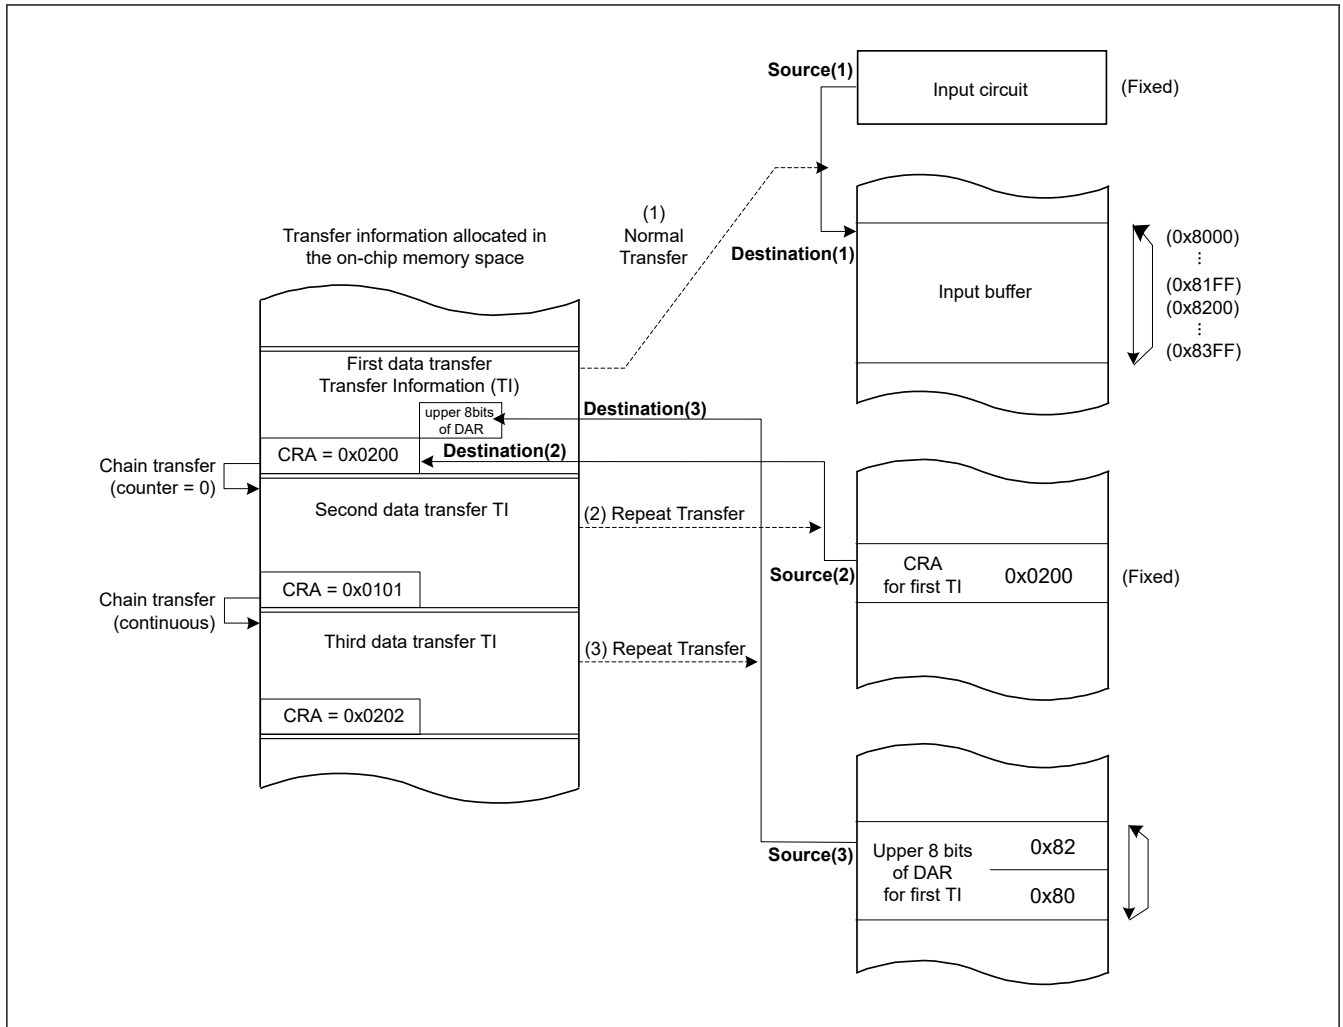 Source(1)
Input circuit
(Fixed)
(1)
Normal
Transfer
Transfer information allocated in
the on-chip memory space
Destination(1)
Input buffer
(0x8000)
⋮
(0x81FF)
(0x8200)
⋮
(0x83FF)
First data transfer
Transfer Information (TI)
upper 8bits
of DAR
Destination(3)
CRA = 0x0200
Destination(2)
Chain transfer
(counter = 0)
Second data transfer TI
(2) Repeat Transfer
Source(2)
CRA
for first TI
0x0200
(Fixed)
CRA = 0x0101
Chain transfer
(continuous)
Third data transfer TI
(3) Repeat Transfer
CRA = 0x0202
Source(3)
Upper 8 bits
of DAR
for first TI
0x82
0x80